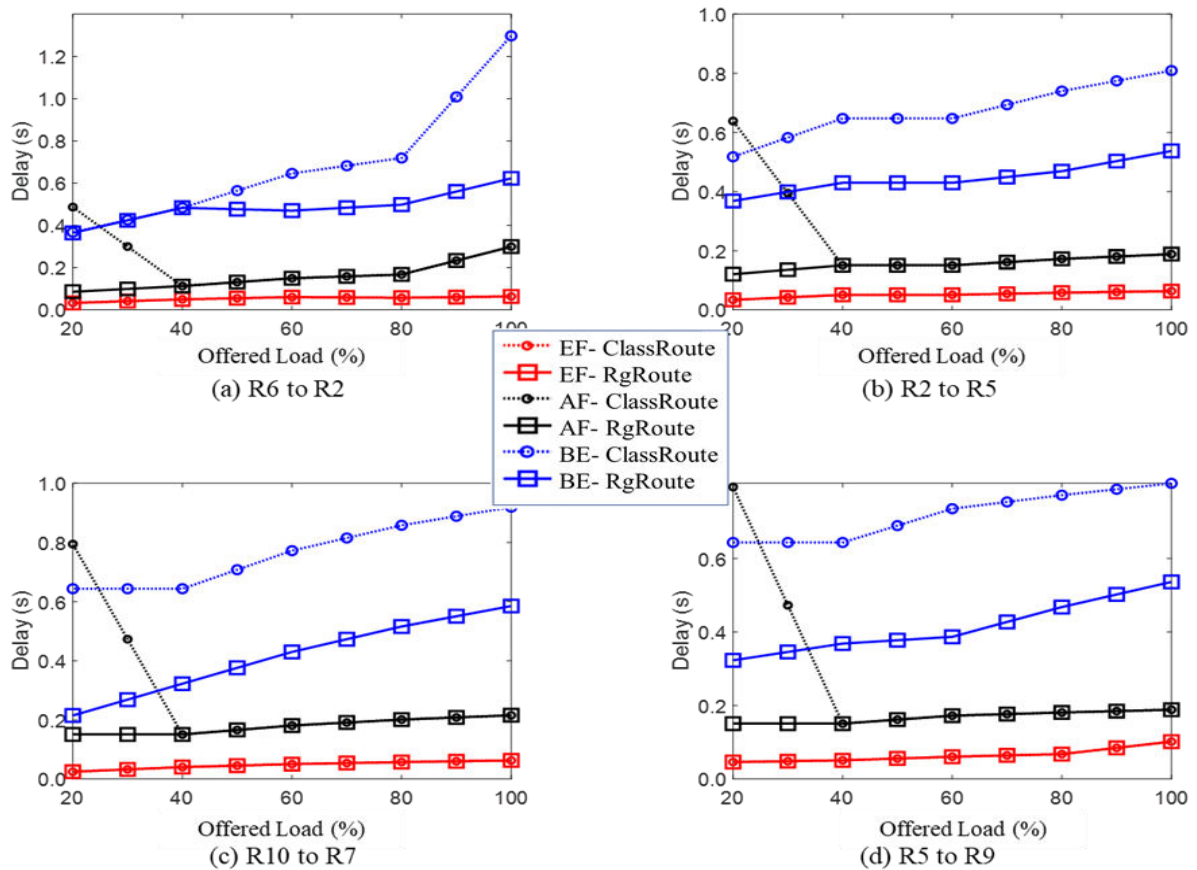 1.2
1.0
0.8
0.6
0.4
0.2
0.0
Delay (s)
20 40 60 80 100
Offered Load (%)
(a) R6 to R2
1.0
0.8
0.6
0.4
0.2
0.0
Delay (s)
20 40 60 80 100
Offered Load (%)
(b) R2 to R5
EF- ClassRoute
EF- RgRoute
AF- ClassRoute
AF- RgRoute
BE- ClassRoute
BE- RgRoute
1.0
0.8
0.6
0.4
0.2
0.0
Delay (s)
20 40 60 80 100
Offered Load (%)
(c) R10 to R7
0.6
0.4
0.2
0.0
Delay (s)
20 40 60 80 100
Offered Load (%)
(d) R5 to R9